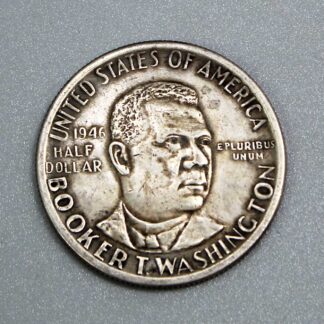 UNITED STATES OF AMERICA
1946
HALF
DOLLAR
E PLURIBUS
UNUM
BOOKER T. WASHINGTON